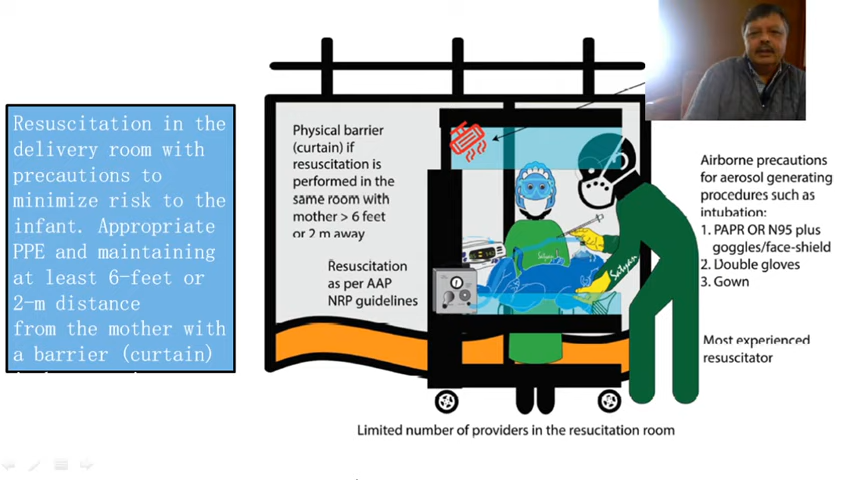 Resuscitation in the
delivery room with
precautions to
minimize risk to the
infant. Appropriate
PPE and maintaining
at least 6-feet or
2-m distance
from the mother with
a barrier (curtain)
Physical barrier
(curtain) if
resuscitation is
performed in the
same room with
mother > 6 feet
or 2 m away
Resuscitation
as per AAP
NRP guidelines
Satyan
Satyan
Airborne precautions
for aerosol generating
procedures such as
intubation:
1. PAPR OR N95 plus
goggles/face-shield
2. Double gloves
3. Gown
Most experienced
resuscitator
Limited number of providers in the resucitation room